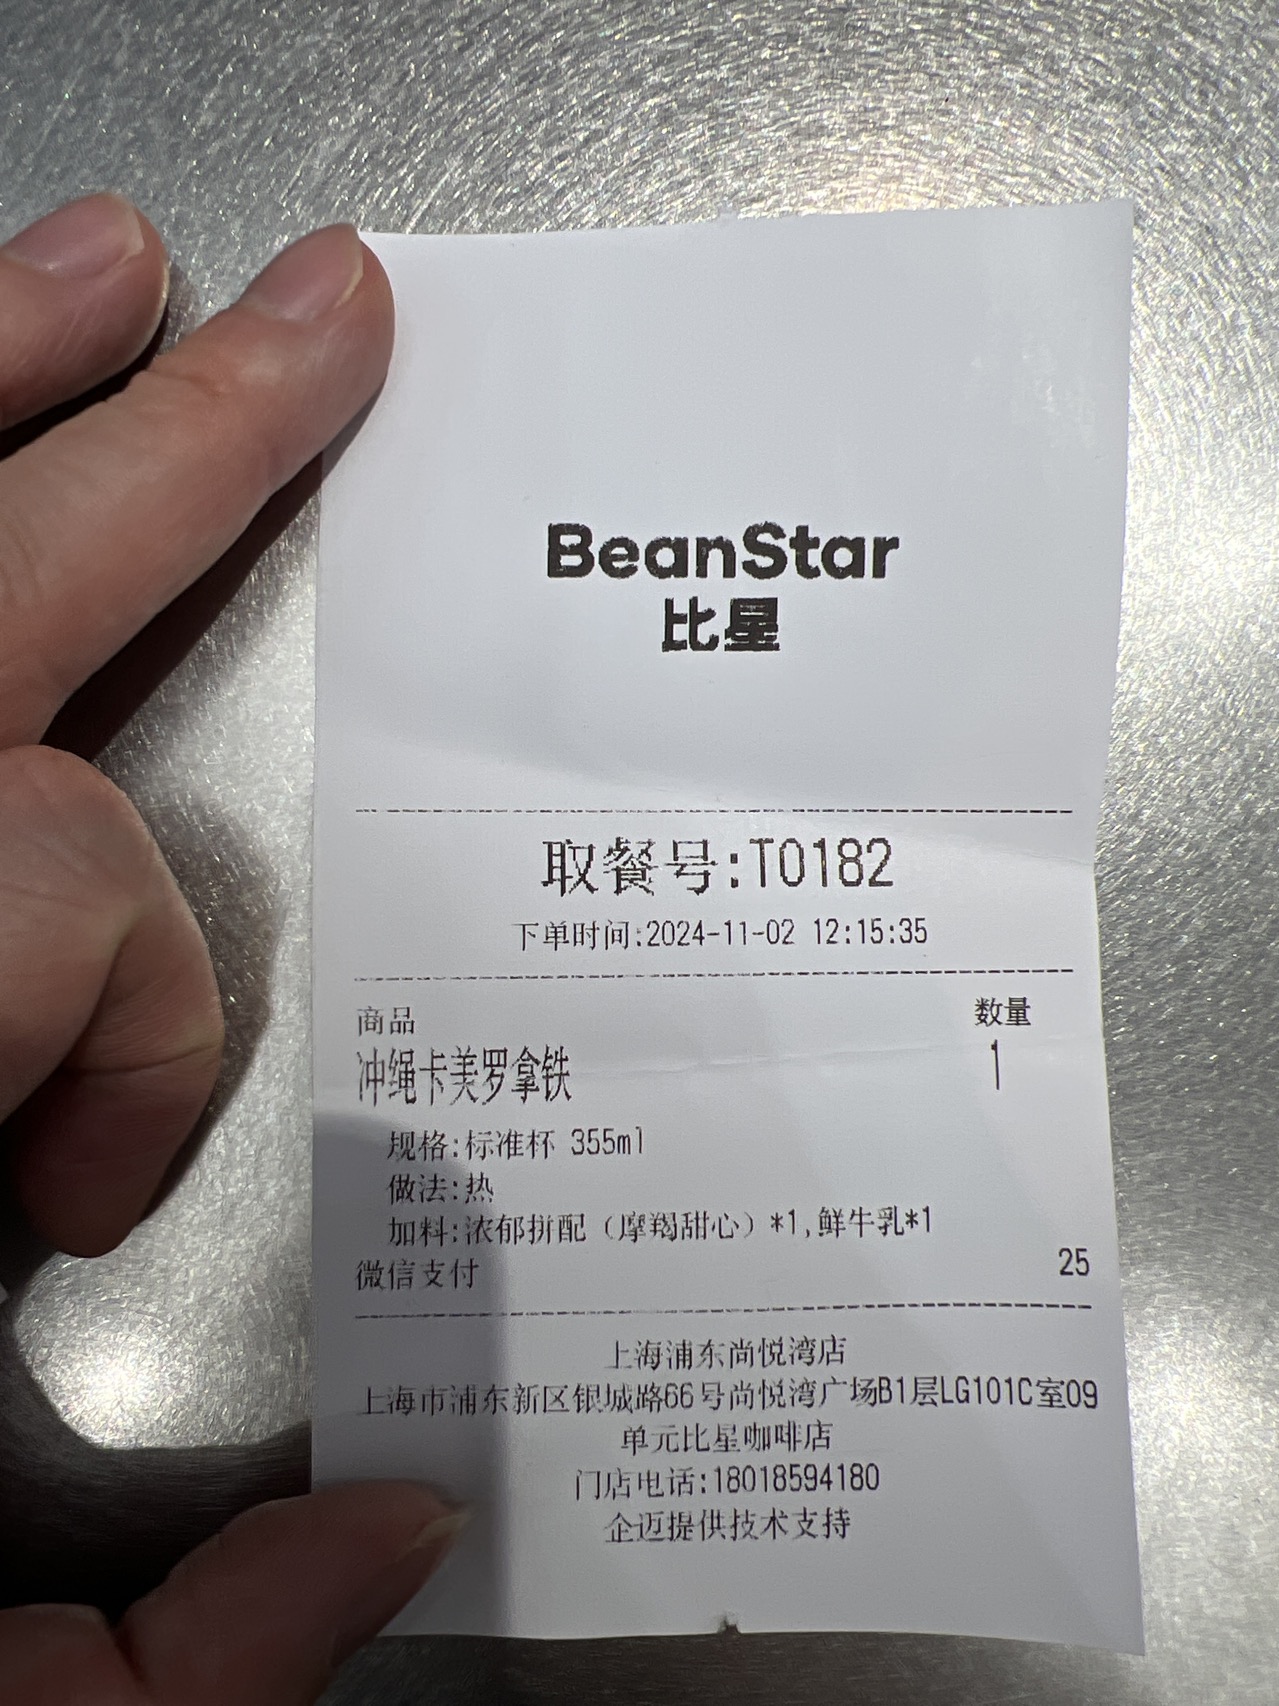 BeanStar
比星
取餐号:T0182
下单时间:2024-11-02 12:15:35
商品 数量
冲绳卡美罗拿铁 1
规格:标准杯 355ml
做法:热
加料:浓郁拼配（摩羯甜心）*1,鲜牛乳*1
微信支付 25
上海浦东尚悦湾店
上海市浦东新区银城路66号尚悦湾广场B1层LG101C室09
单元比星咖啡店
门店电话:18018594180
企迈提供技术支持